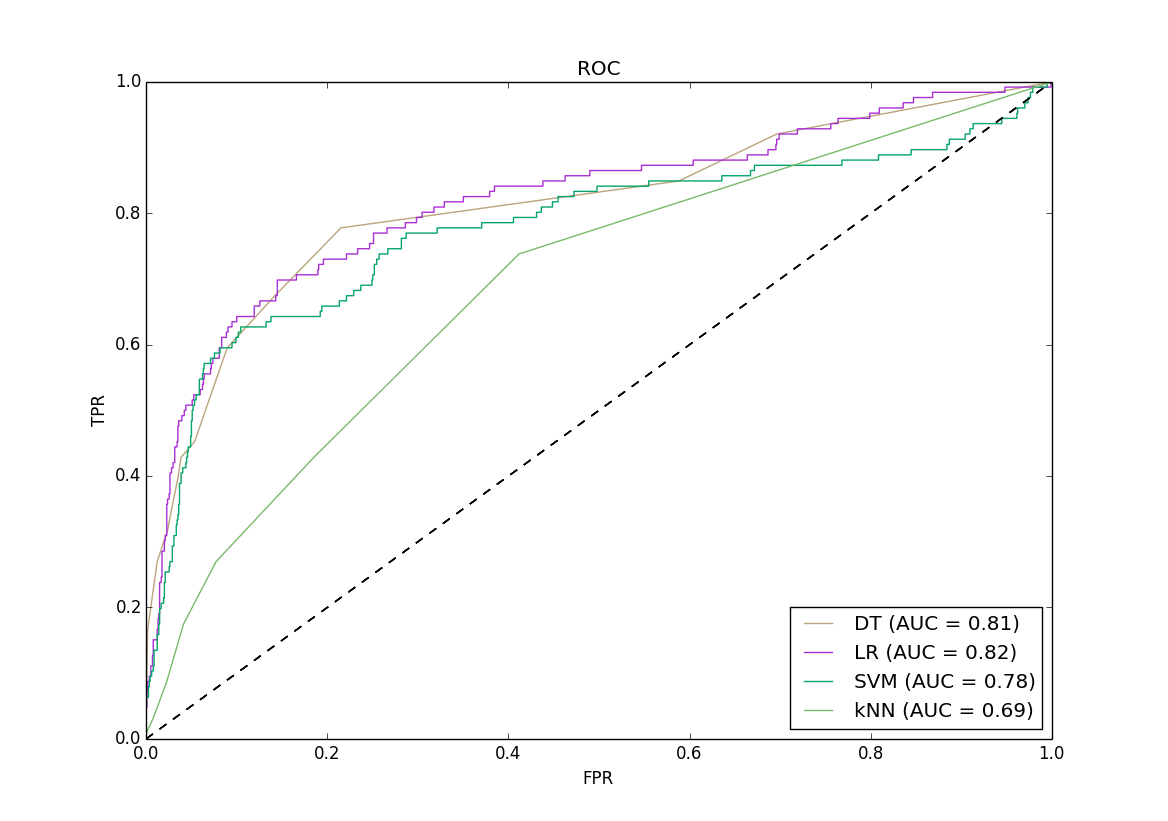 ROC
1.0
0.8
0.6
0.4
0.2
0.0
TPR
0.0 0.2 0.4 0.6 0.8 1.0
FPR
DT (AUC = 0.81)
LR (AUC = 0.82)
SVM (AUC = 0.78)
kNN (AUC = 0.69)